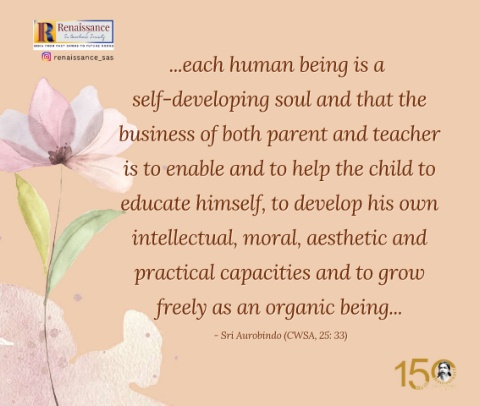 Renaissance
renaissance_sas
...each human being is a
self-developing soul and that the
business of both parent and teacher
is to enable and to help the child to
educate himself, to develop his own
intellectual, moral, aesthetic and
practical capacities and to grow
freely as an organic being...
- Sri Aurobindo (CWSA, 25: 33)
150